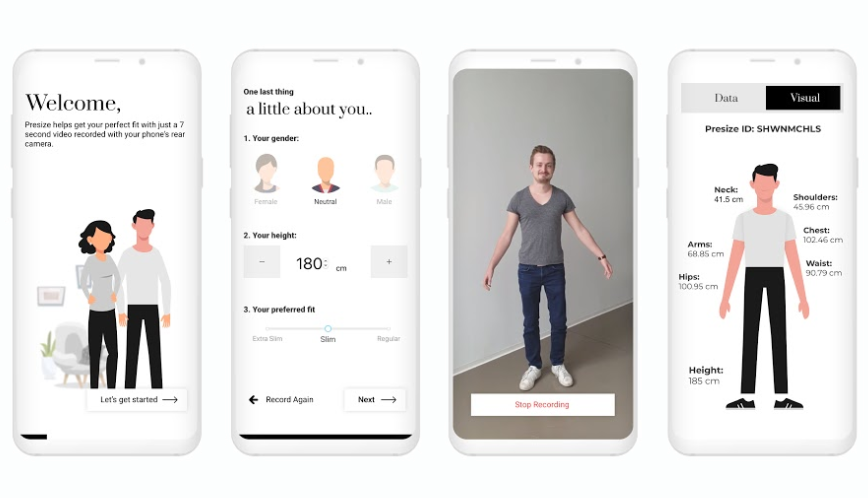 Welcome,
Presize helps get your perfect fit with just a 7
second video recorded with your phone's rear
camera.
Let's get started
One last thing
a little about you..
1. Your gender:
Female
Neutral
Male
2. Your height:
−
180
cm
+
3. Your preferred fit
Extra Slim
Slim
Regular
Record Again
Next
Stop Recording
Data
Visual
Presize ID: SHWNMCHLS
Neck:
41.5 cm
Shoulders:
45.96 cm
Chest:
102.46 cm
Arms:
68.85 cm
Waist:
90.79 cm
Hips:
100.95 cm
Height:
185 cm